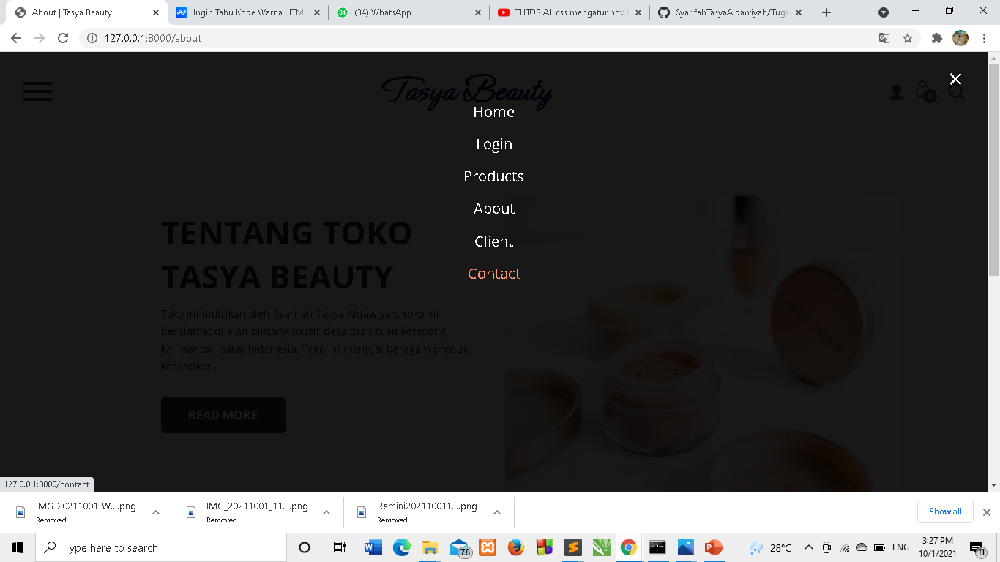 About | Tasya Beauty
Ingin Tahu Kode Warna HTML
(34) WhatsApp
TUTORIAL css mengatur box
SyarifahTasyaAldawiyah/Tuga
127.0.0.1:8000/about
Tasya Beauty
0
Home
Login
Products
About
Client
Contact
TENTANG TOKO
TASYA BEAUTY
Toko ini didirikan oleh Syarifah Tasya Aldawiyah, toko ini
beralamat dijalan bintang musir desa tuan tuan ketapang
kalimantan barat Indonesia. Toko ini menjual beragam produk
kecantikan.
READ MORE
127.0.0.1:8000/contact
IMG-20211001-W....png
Removed
IMG_20211001_11....png
Removed
Remini202110011....png
Removed
Show all
Type here to search
78
28°C
ENG
3:27 PM
10/1/2021
11